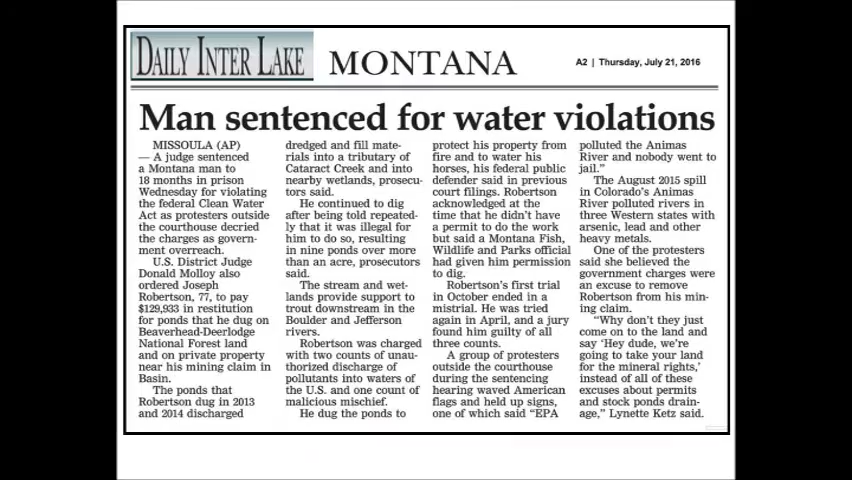 DAILY INTER LAKE
MONTANA
A2 | Thursday, July 21, 2016
Man sentenced for water violations
MISSOULA (AP)
— A judge sentenced
a Montana man to
18 months in prison
Wednesday for violating
the federal Clean Water
Act as protesters outside
the courthouse decried
the charges as govern-
ment overreach.
U.S. District Judge
Donald Molloy also
ordered Joseph
Robertson, 77, to pay
$129,933 in restitution
for ponds that he dug on
Beaverhead-Deerlodge
National Forest land
and on private property
near his mining claim in
Basin.
The ponds that
Robertson dug in 2013
and 2014 discharged
dredged and fill mate-
rials into a tributary of
Cataract Creek and into
nearby wetlands, prosecu-
tors said.
He continued to dig
after being told repeated-
ly that it was illegal for
him to do so, resulting
in nine ponds over more
than an acre, prosecutors
said.
The stream and wet-
lands provide support to
trout downstream in the
Boulder and Jefferson
rivers.
Robertson was charged
with two counts of unau-
thorized discharge of
pollutants into waters of
the U.S. and one count of
malicious mischief.
He dug the ponds to
protect his property from
fire and to water his
horses, his federal public
defender said in previous
court filings. Robertson
acknowledged at the
time that he didn't have
a permit to do the work
but said a Montana Fish,
Wildlife and Parks official
had given him permission
to dig.
Robertson's first trial
in October ended in a
mistrial. He was tried
again in April, and a jury
found him guilty of all
three counts.
A group of protesters
outside the courthouse
during the sentencing
hearing waved American
flags and held up signs,
one of which said "EPA
polluted the Animas
River and nobody went to
jail."
The August 2015 spill
in Colorado's Animas
River polluted rivers in
three Western states with
arsenic, lead and other
heavy metals.
One of the protesters
said she believed the
government charges were
an excuse to remove
Robertson from his min-
ing claim.
"Why don't they just
come on to the land and
say 'Hey dude, we're
going to take your land
for the mineral rights,'
instead of all of these
excuses about permits
and stock ponds drain-
age," Lynette Ketz said.